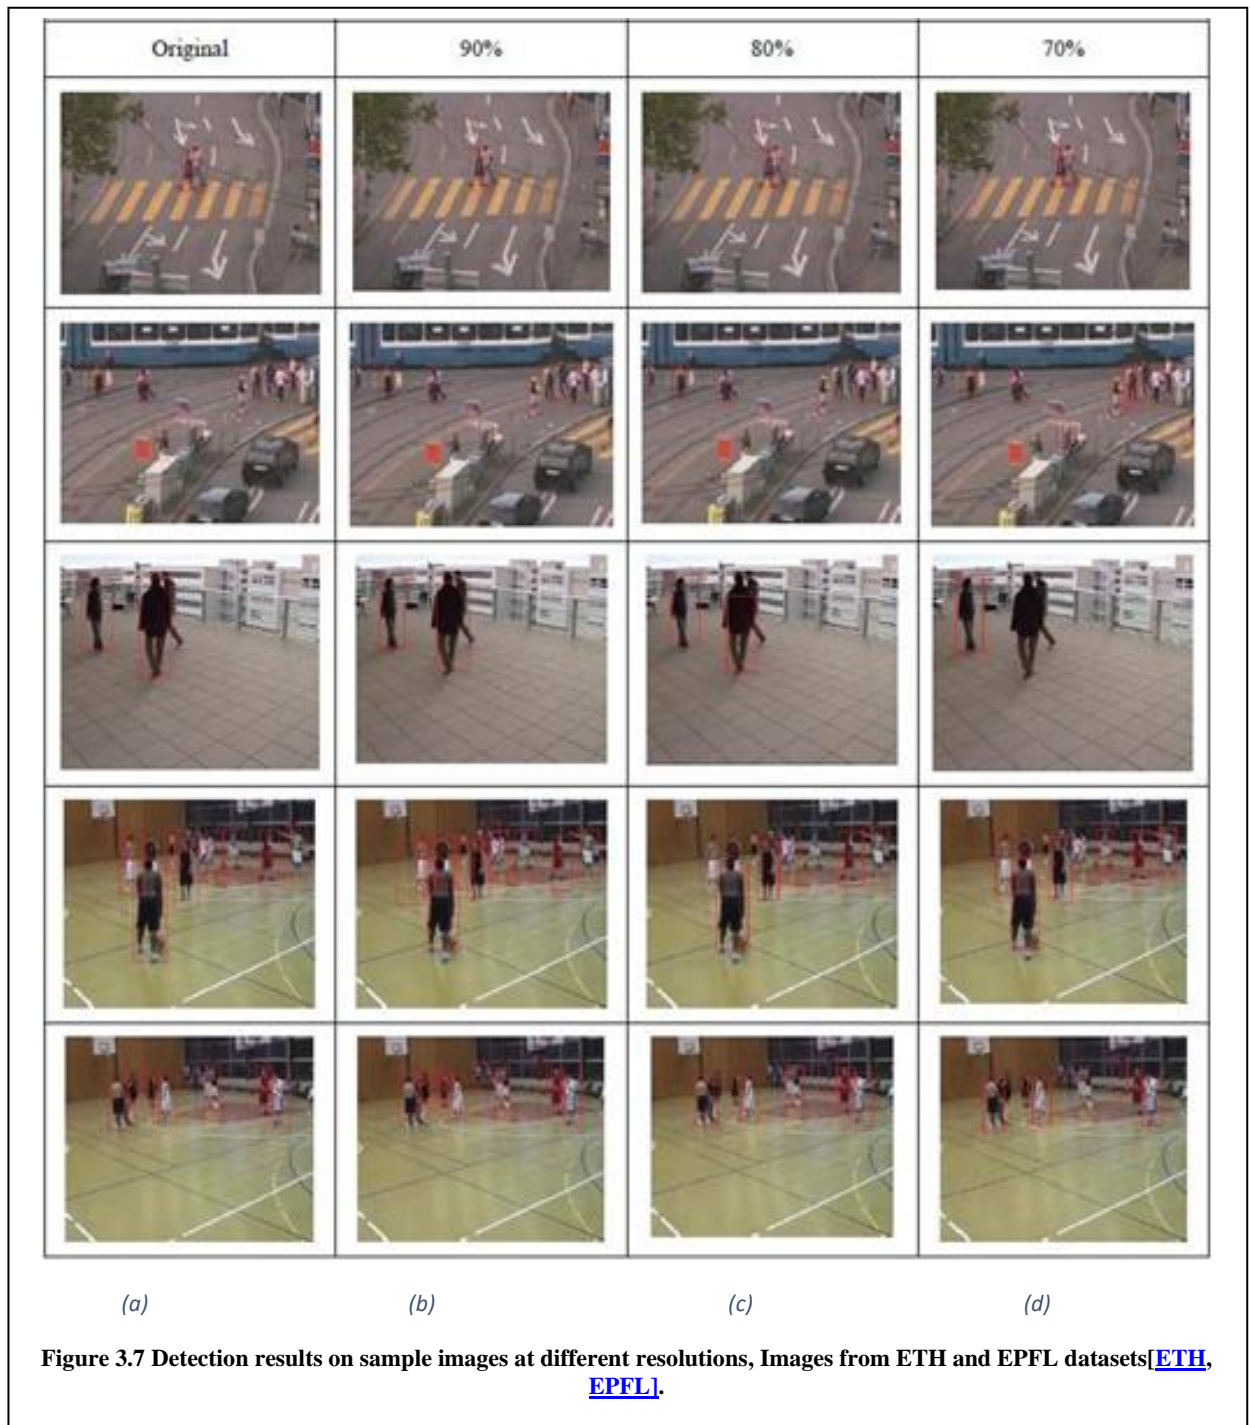 Original 90% 80% 70%
(a) (b) (c) (d)
Figure 3.7 Detection results on sample images at different resolutions, Images from ETH and EPFL datasets[ETH,
EPFL].